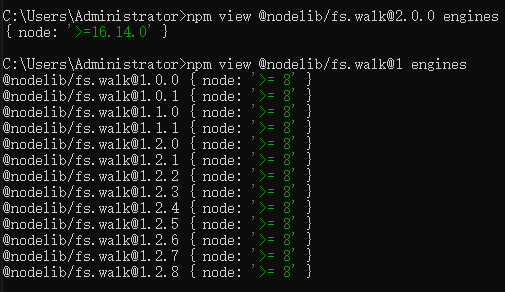 C:\Users\Administrator>npm view @nodelib/fs.walk@2.0.0 engines
{ node: '>=16.14.0' }
C:\Users\Administrator>npm view @nodelib/fs.walk@1 engines
@nodelib/fs.walk@1.0.0 { node: '>= 8' }
@nodelib/fs.walk@1.0.1 { node: '>= 8' }
@nodelib/fs.walk@1.1.0 { node: '>= 8' }
@nodelib/fs.walk@1.1.1 { node: '>= 8' }
@nodelib/fs.walk@1.2.0 { node: '>= 8' }
@nodelib/fs.walk@1.2.1 { node: '>= 8' }
@nodelib/fs.walk@1.2.2 { node: '>= 8' }
@nodelib/fs.walk@1.2.3 { node: '>= 8' }
@nodelib/fs.walk@1.2.4 { node: '>= 8' }
@nodelib/fs.walk@1.2.5 { node: '>= 8' }
@nodelib/fs.walk@1.2.6 { node: '>= 8' }
@nodelib/fs.walk@1.2.7 { node: '>= 8' }
@nodelib/fs.walk@1.2.8 { node: '>= 8' }